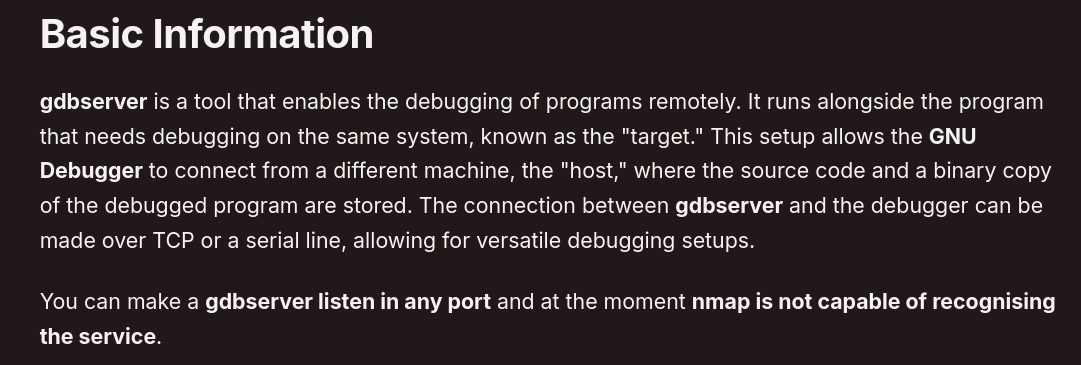 Basic Information
gdbserver is a tool that enables the debugging of programs remotely. It runs alongside the program
that needs debugging on the same system, known as the "target." This setup allows the GNU
Debugger to connect from a different machine, the "host," where the source code and a binary copy
of the debugged program are stored. The connection between gdbserver and the debugger can be
made over TCP or a serial line, allowing for versatile debugging setups.
You can make a gdbserver listen in any port and at the moment nmap is not capable of recognising
the service.